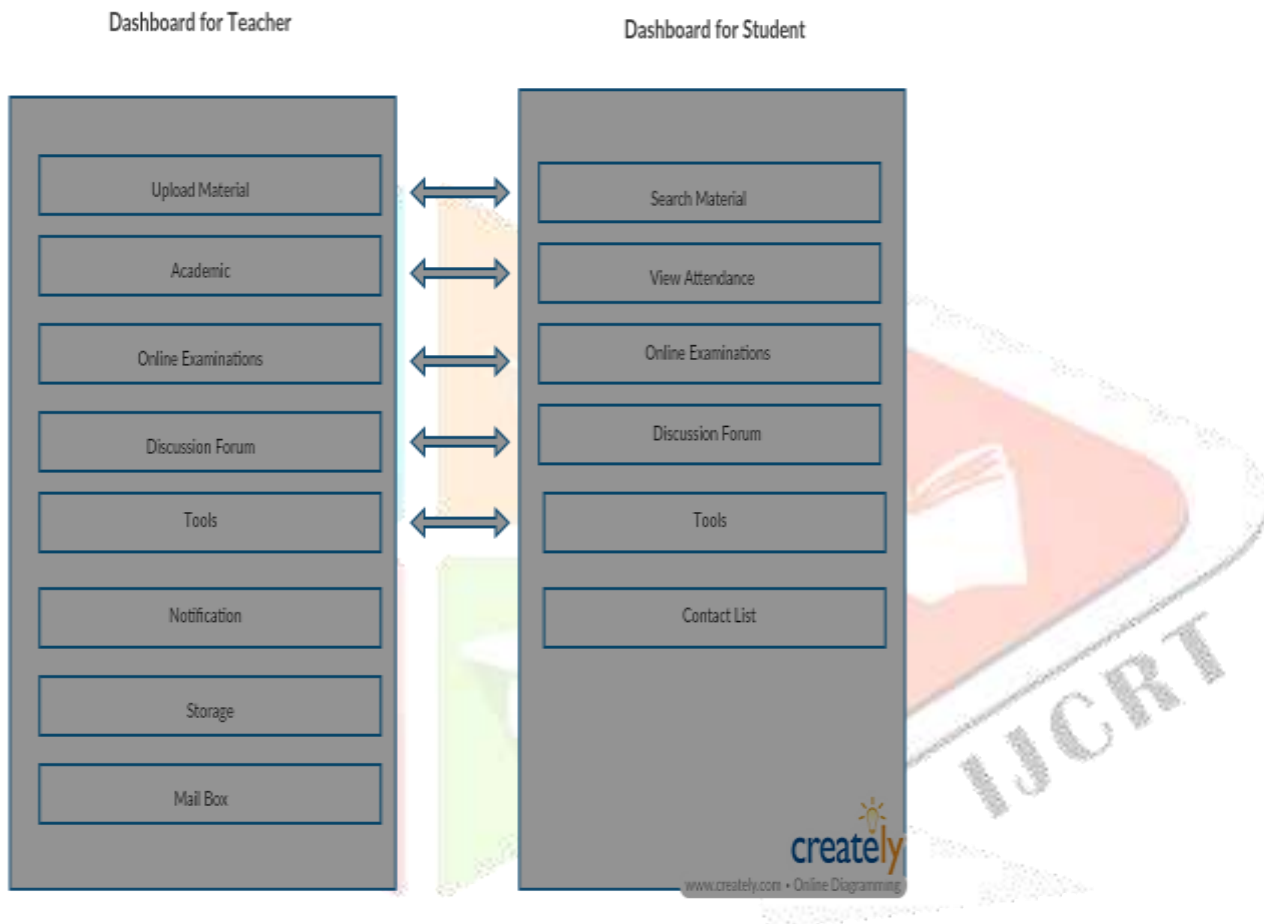 Dashboard for Teacher
Dashboard for Student
Upload Material
Academic
Online Examinations
Discussion Forum
Tools
Notification
Storage
Mail Box
Search Material
View Attendance
Online Examinations
Discussion Forum
Tools
Contact List
creately
www.creately.com • Online Diagramming
IJCRT